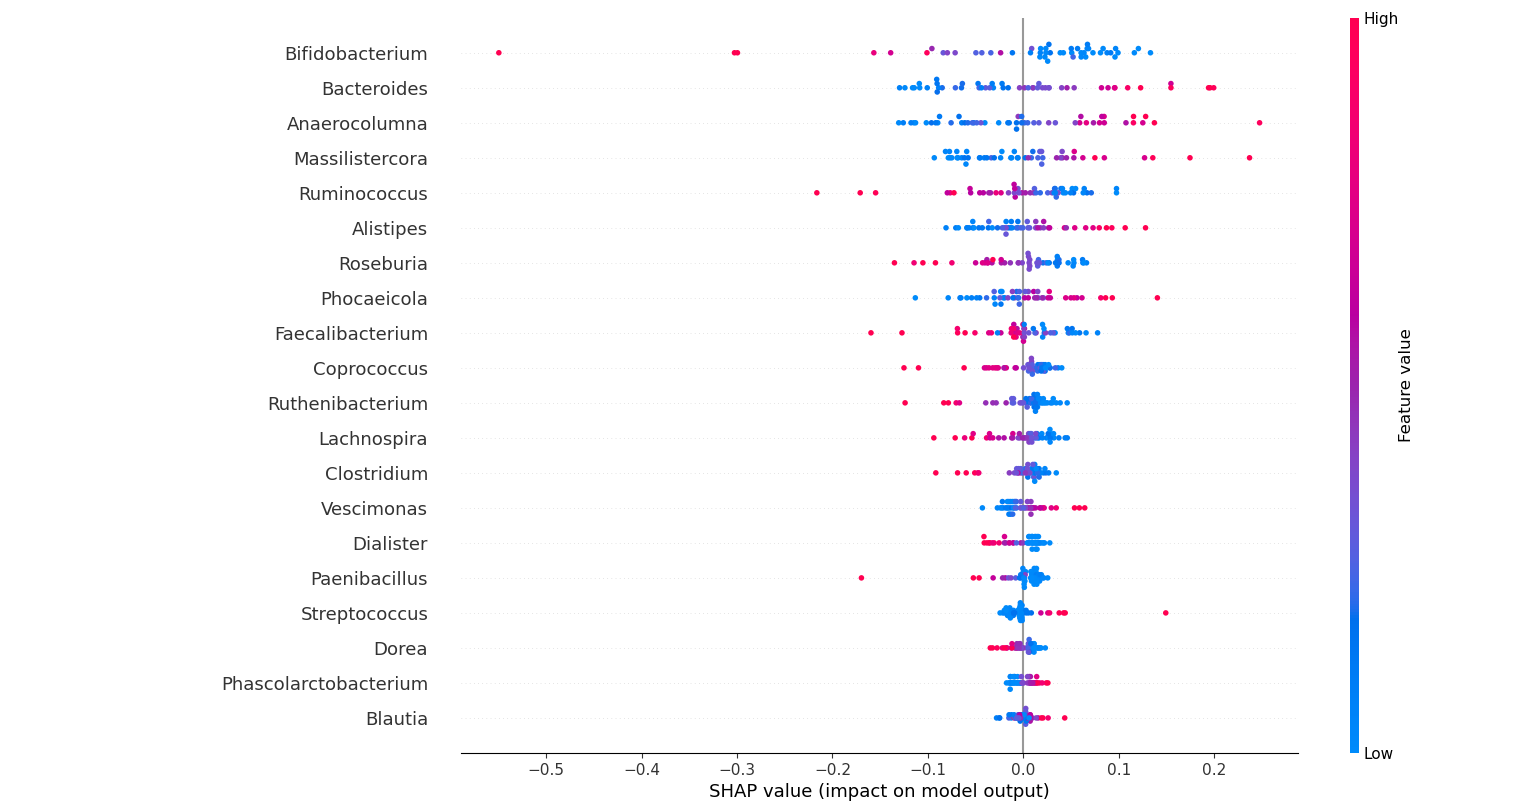 High
Bifidobacterium
Bacteroides
Anaerocolumna
Massilistercora
Ruminococcus
Alistipes
Roseburia
Phocaeicola
Faecalibacterium
Coprococcus
Ruthenibacterium
Lachnospira
Clostridium
Vescimonas
Dialister
Paenibacillus
Streptococcus
Dorea
Phascolarctobacterium
Blautia
Feature value
Low
−0.5 −0.4 −0.3 −0.2 −0.1 0.0 0.1 0.2
SHAP value (impact on model output)